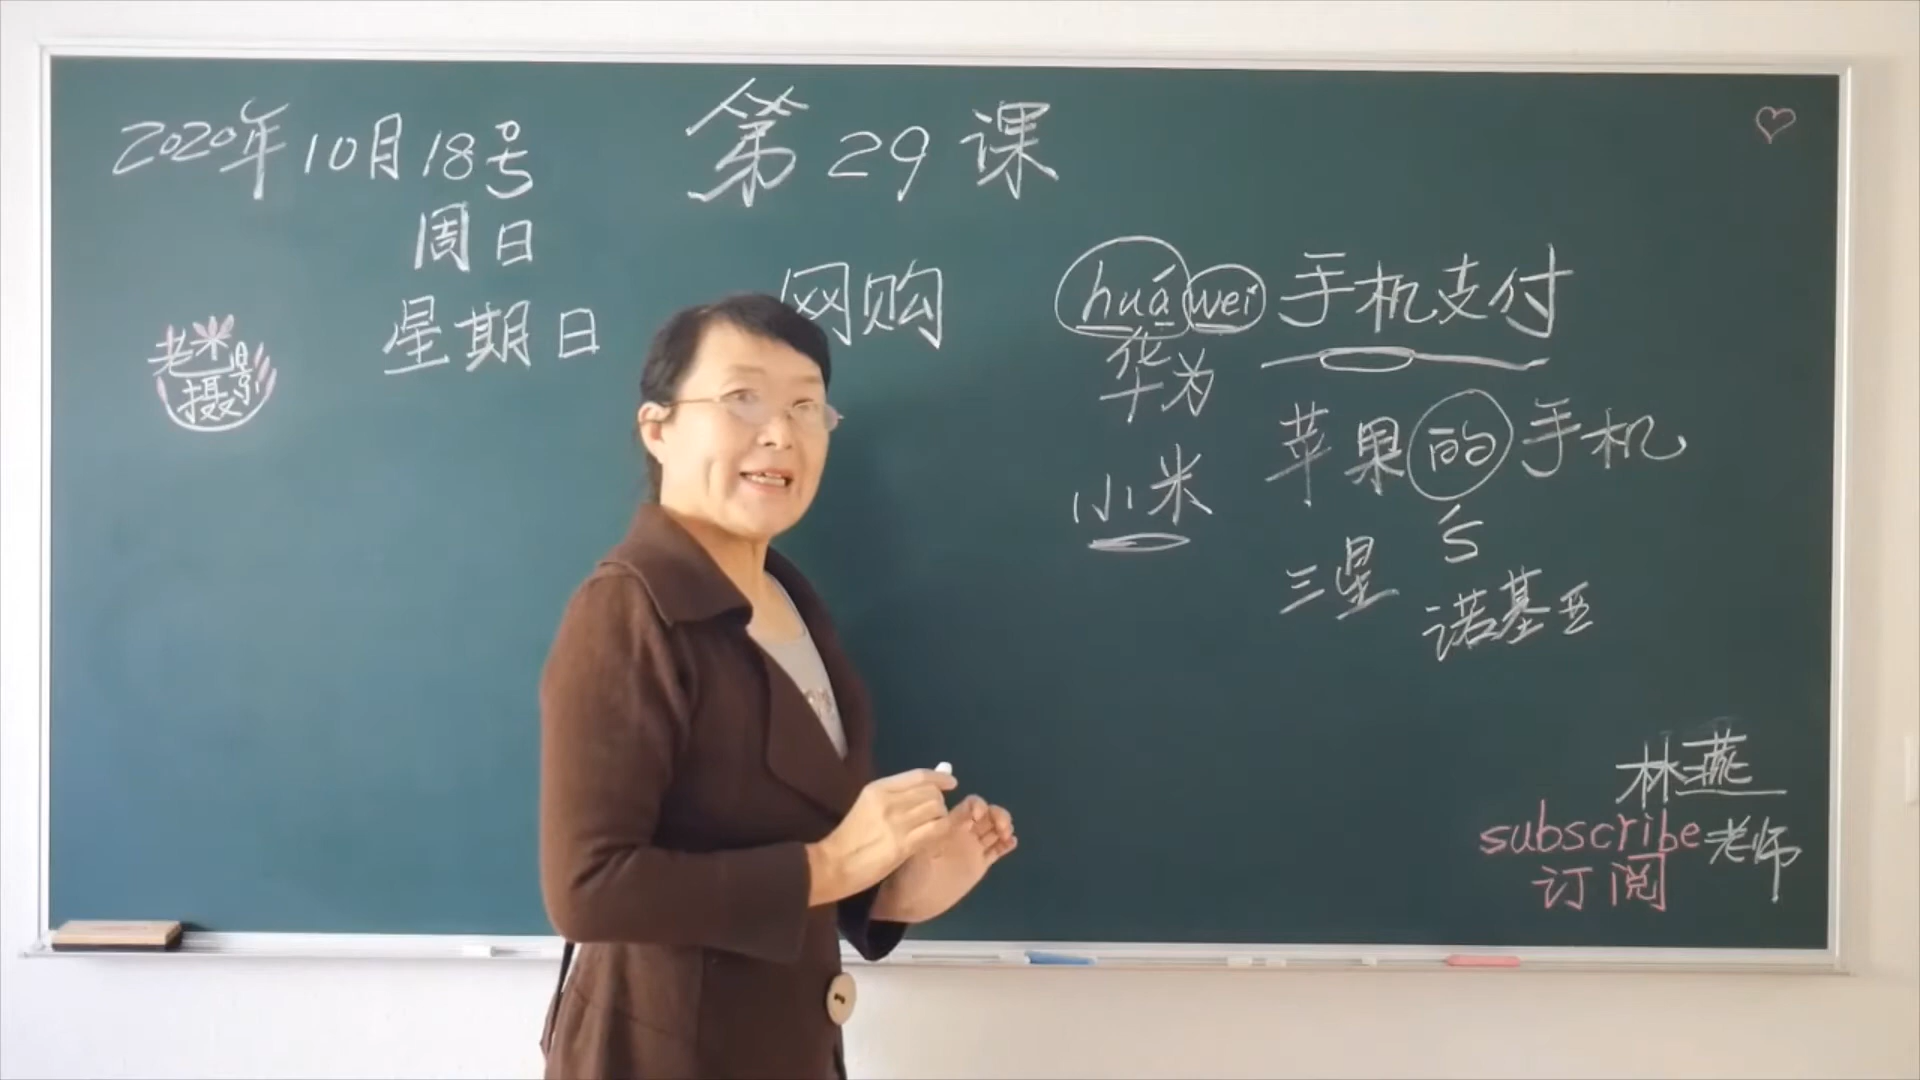 2020年10月18号
第29课
周日
星期日
老米
摄影
网购
huá wéi 手机支付
华为
苹果的手机
小米
ś
三星
诺基亚
林燕
subscribe 老师
订阅